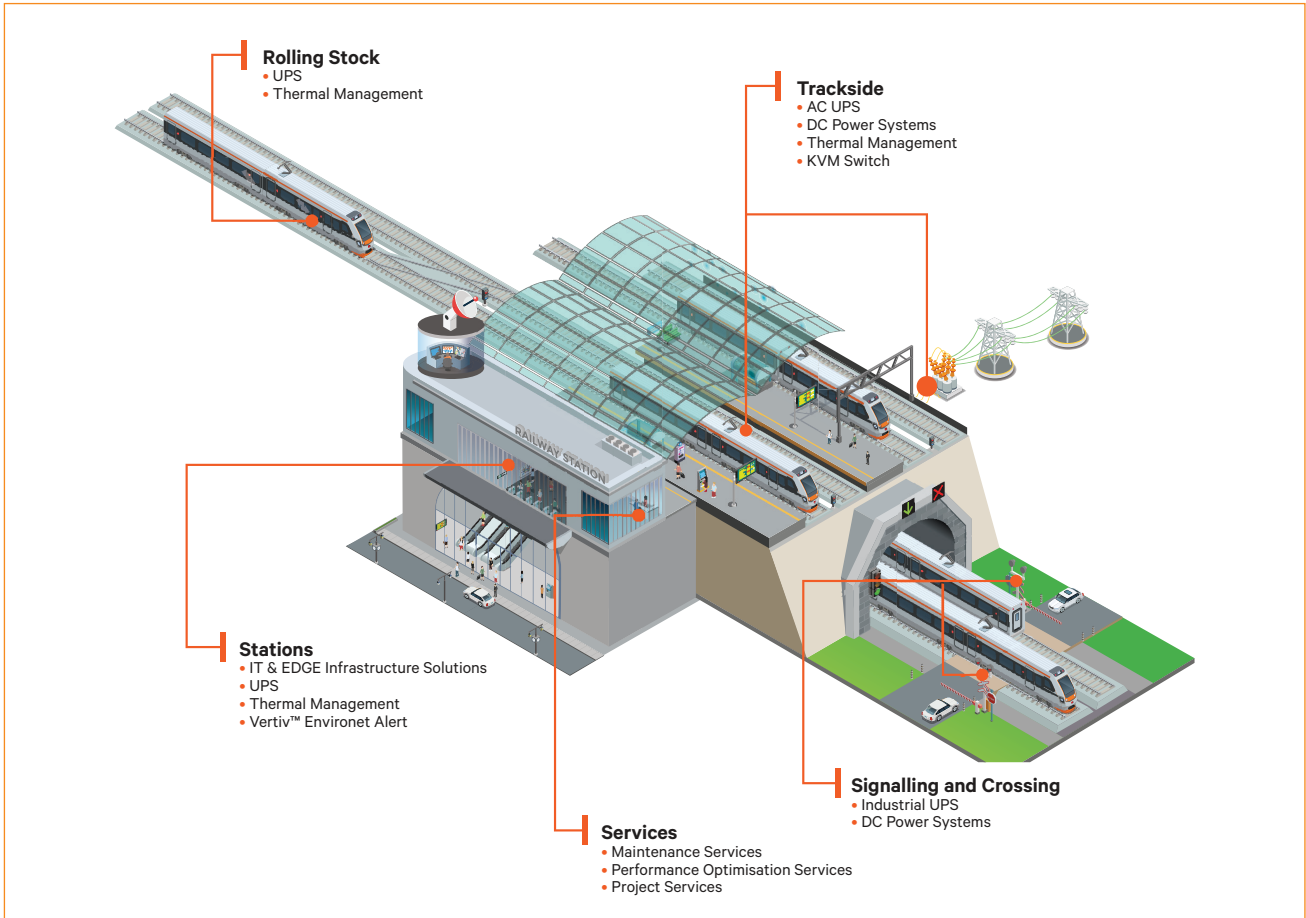 Rolling Stock
• UPS
• Thermal Management
Trackside
• AC UPS
• DC Power Systems
• Thermal Management
• KVM Switch
RAILWAY STATION
Stations
• IT & EDGE Infrastructure Solutions
• UPS
• Thermal Management
• Vertiv™ Environet Alert
Signalling and Crossing
• Industrial UPS
• DC Power Systems
Services
• Maintenance Services
• Performance Optimisation Services
• Project Services